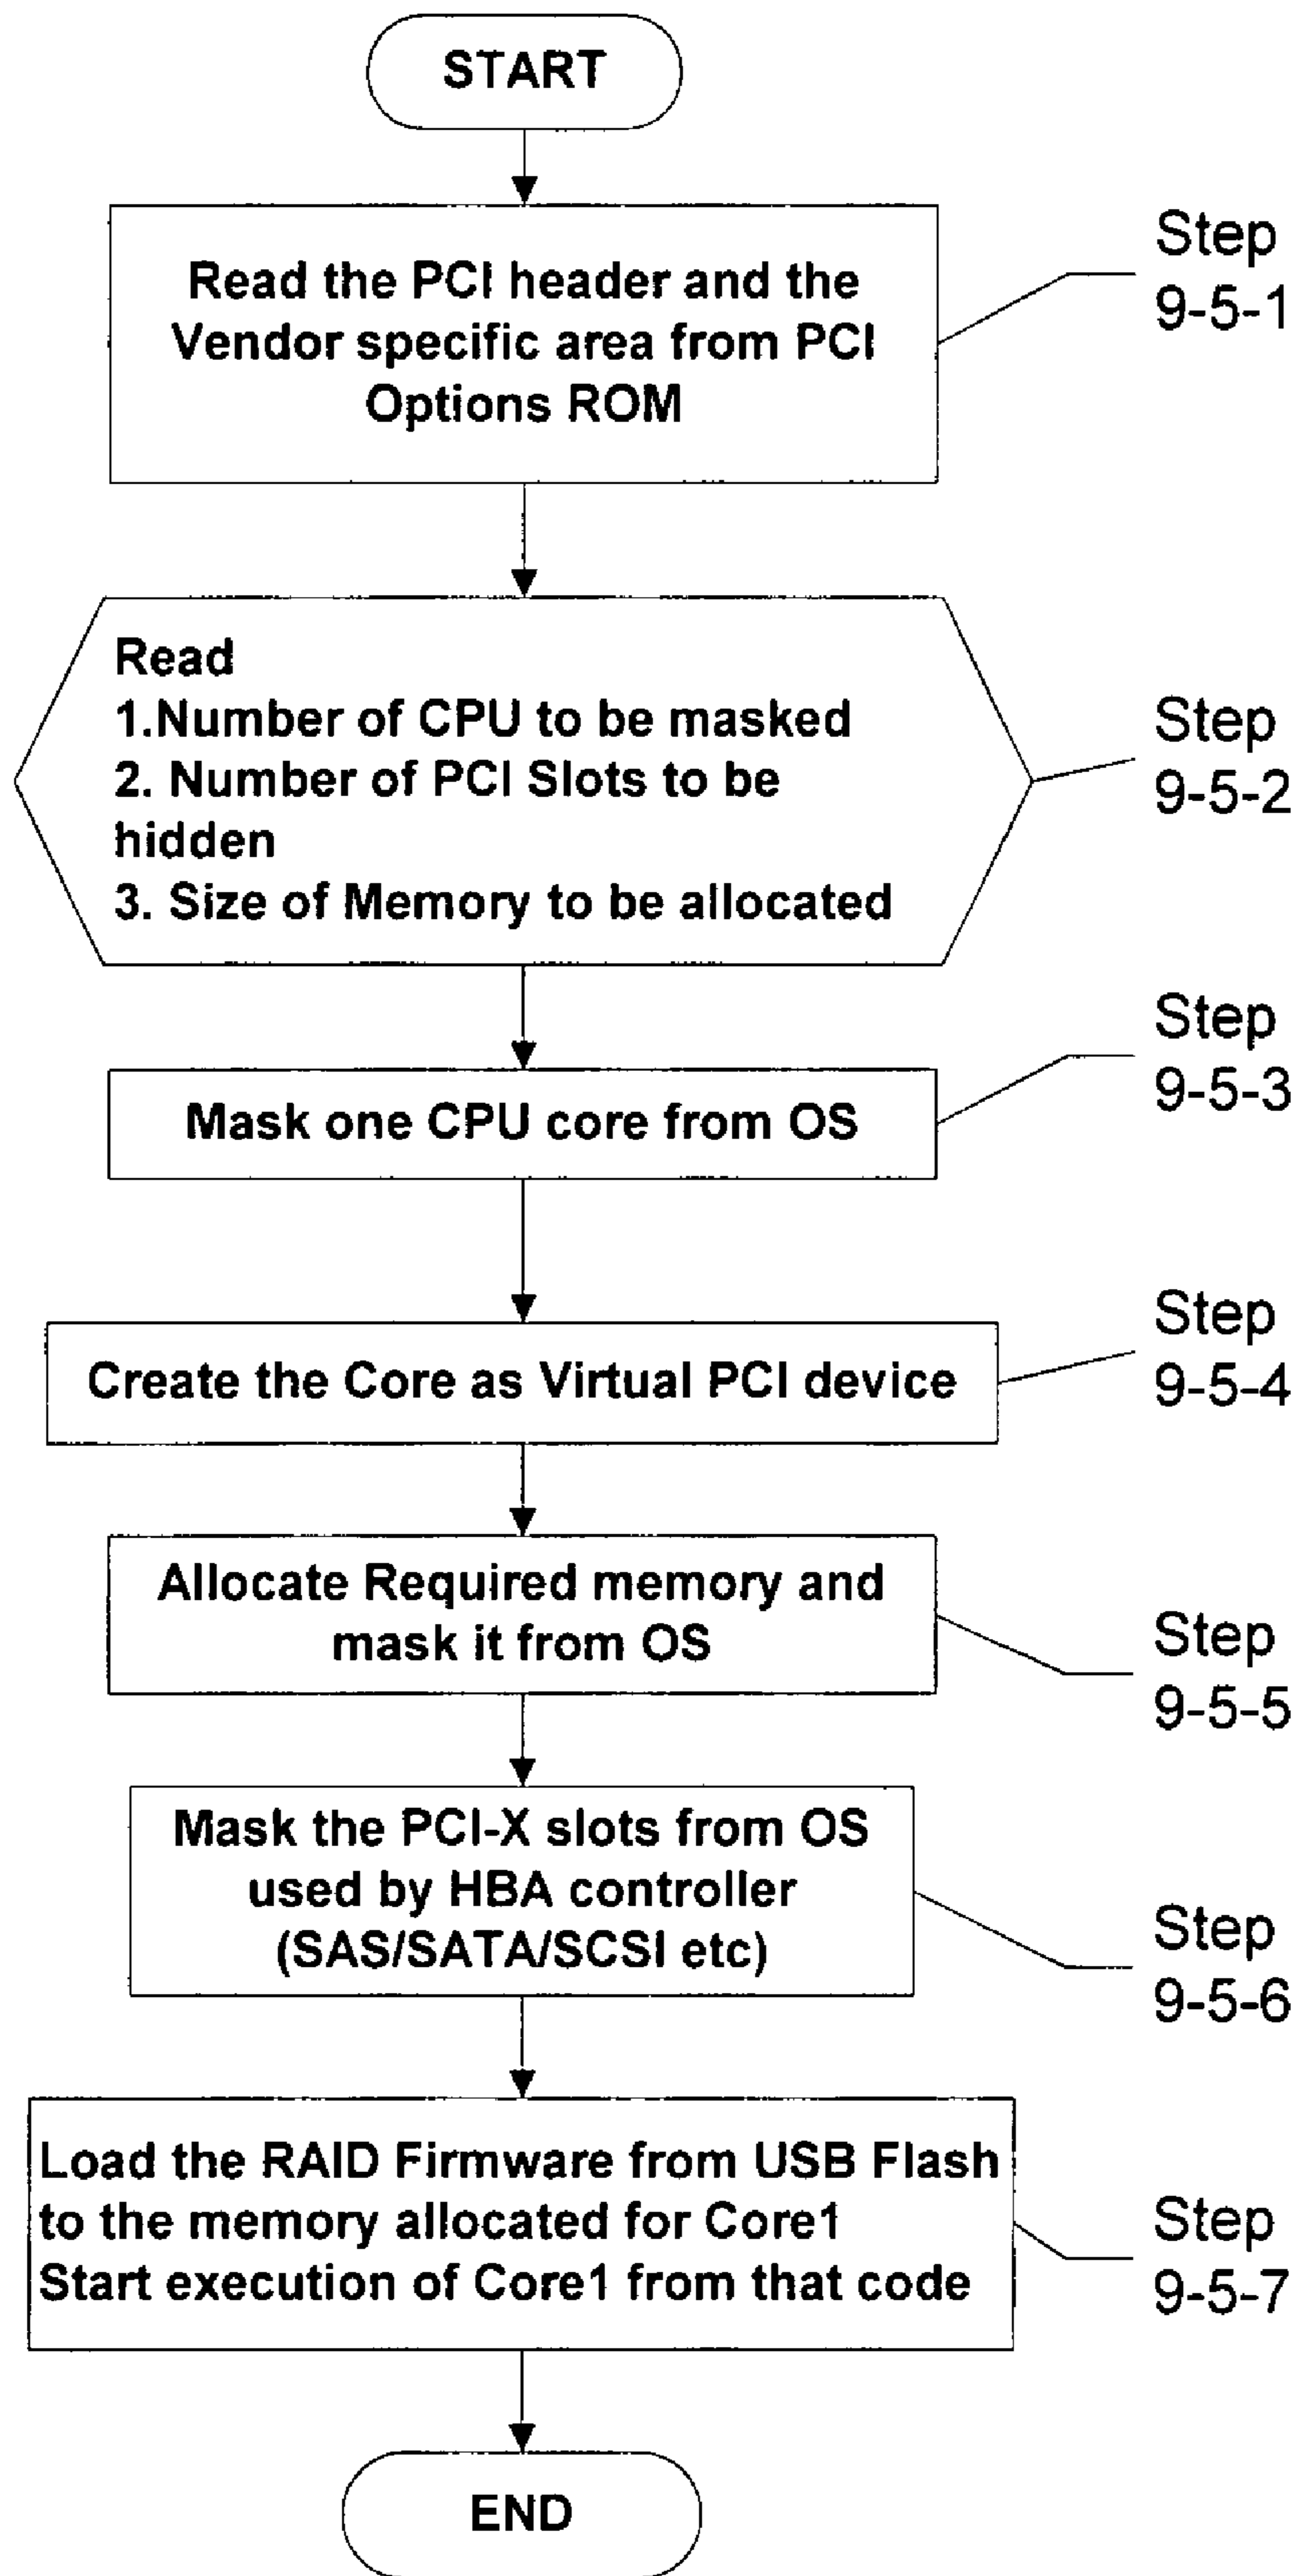 START
Read the PCI header and the
Vendor specific area from PCI
Options ROM
Step
9-5-1
Read
1.Number of CPU to be masked
2. Number of PCI Slots to be
hidden
3. Size of Memory to be allocated
Step
9-5-2
Mask one CPU core from OS
Step
9-5-3
Create the Core as Virtual PCI device
Step
9-5-4
Allocate Required memory and
mask it from OS
Step
9-5-5
Mask the PCI-X slots from OS
used by HBA controller
(SAS/SATA/SCSI etc)
Step
9-5-6
Load the RAID Firmware from USB Flash
to the memory allocated for Core1
Start execution of Core1 from that code
Step
9-5-7
END